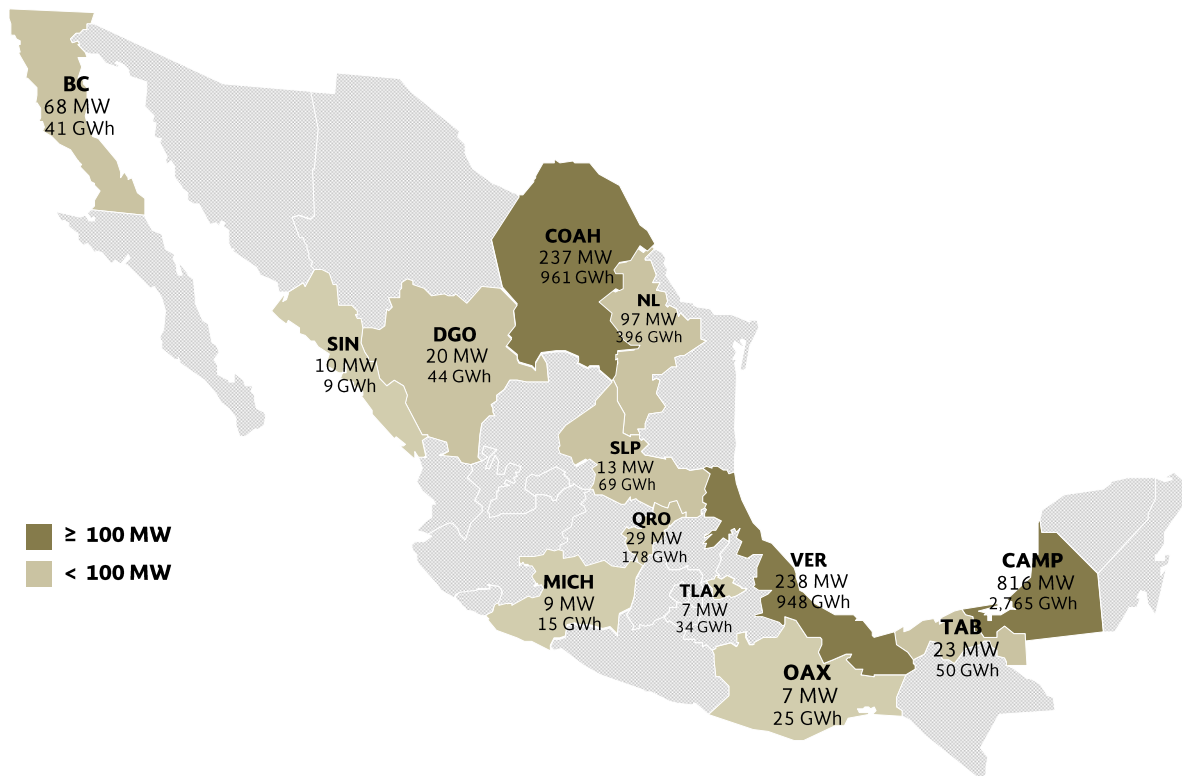 BC
68 MW
41 GWh
COAH
237 MW
961 GWh
NL
97 MW
396 GWh
SIN
10 MW
9 GWh
DGO
20 MW
44 GWh
SLP
13 MW
69 GWh
QRO
29 MW
178 GWh
≥ 100 MW
< 100 MW
MICH
9 MW
15 GWh
TLAX
7 MW
34 GWh
VER
238 MW
948 GWh
CAMP
816 MW
2,765 GWh
TAB
23 MW
50 GWh
OAX
7 MW
25 GWh